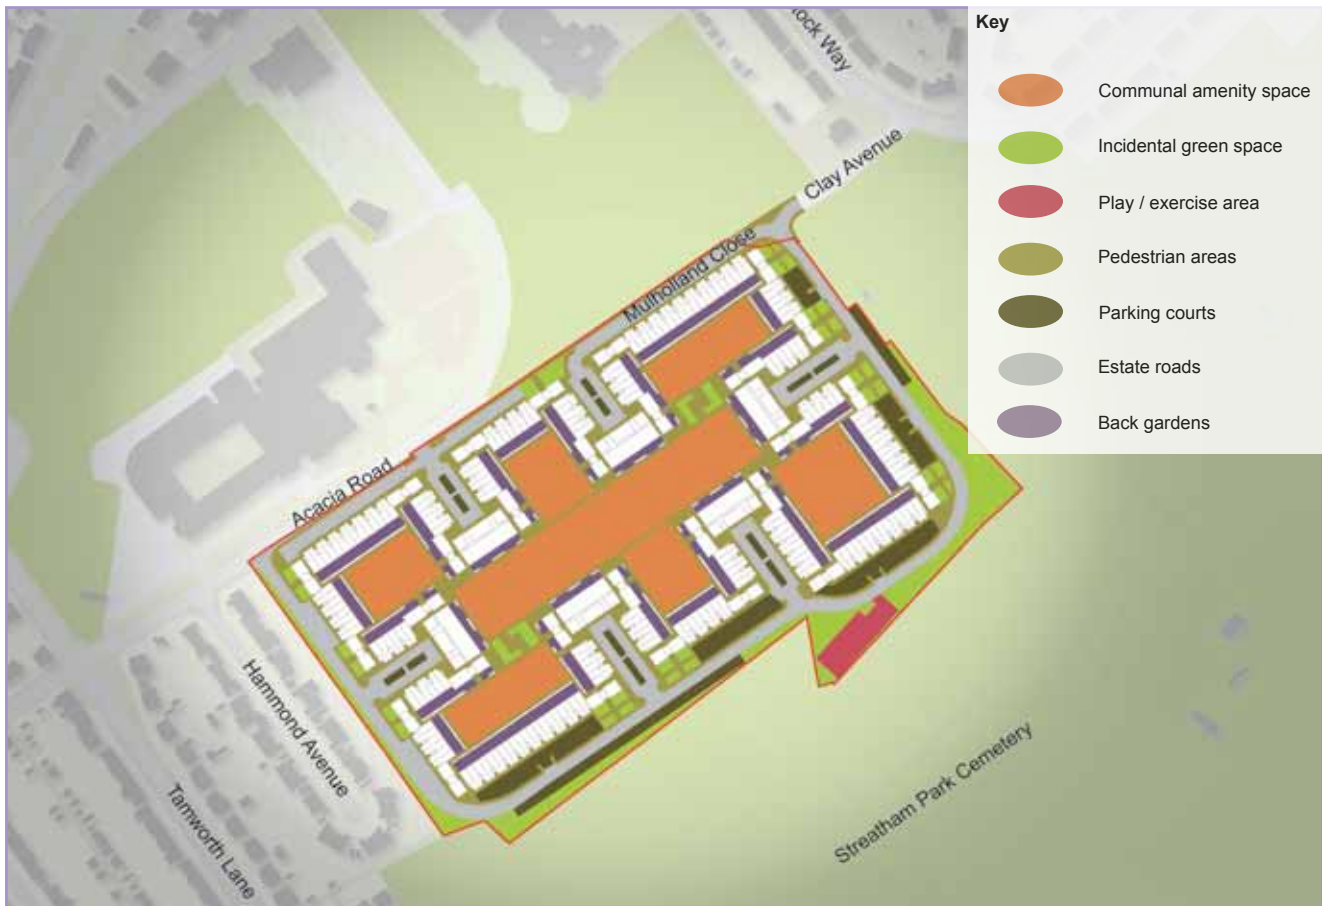 Key
Communal amenity space
Incidental green space
Play / exercise area
Pedestrian areas
Parking courts
Estate roads
Back gardens
Way
Clay Avenue
Mulholland Close
Acacia Road
Hammond Avenue
Tamworth Lane
Streatham Park Cemetery